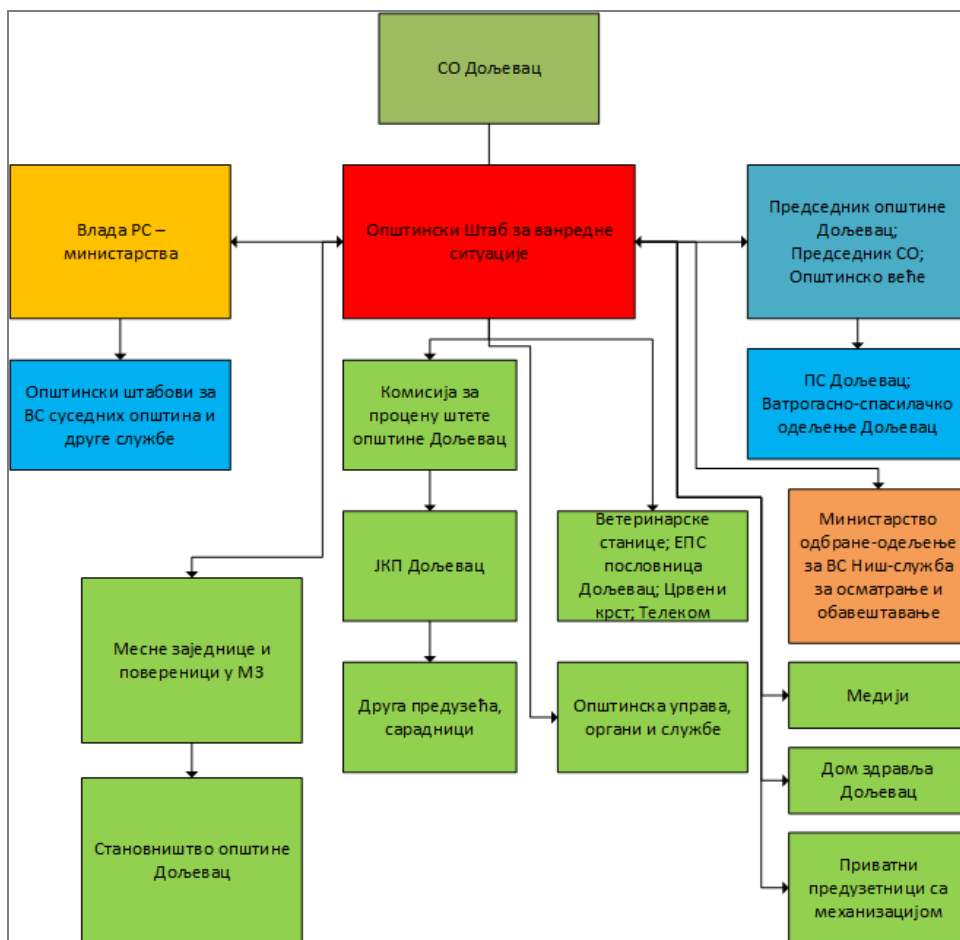 СО Дољевац
Влада РС –
министарства
Општински Штаб за ванредне
ситуације
Председник општине
Дољевац;
Председник СО;
Општинско веће
Општински штабови за
ВС суседних општина и
друге службе
Комисија за
процену штете
општине Дољевац
ПС Дољевац;
Ватрогасно-спасилачко
одељење Дољевац
ЈКП Дољевац
Ветеринарске
станице; ЕПС
пословница
Дољевац; Црвени
крст; Телеком
Министарство
одбране-одељење
за ВС Ниш-служба
за осматрање и
обавештавање
Месне заједнице и
повереници у МЗ
Друга предузећа,
сарадници
Општинска управа,
органи и службе
Медији
Дом здравља
Дољевац
Становништво општине
Дољевац
Приватни
предузетници са
механизацијом